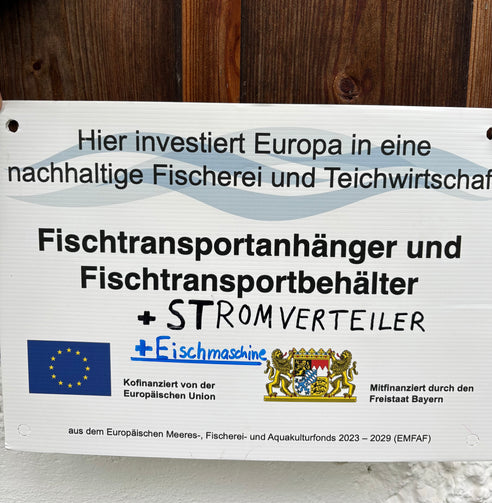 Hier investiert Europa in eine
nachhaltige Fischerei und Teichwirtschaf
Fischtransportanhänger und
Fischtransportbehälter
+ STROMVERTEILER
+ Eischmaschine
Kofinanziert von der
Europäischen Union
Mitfinanziert durch den
Freistaat Bayern
aus dem Europäischen Meeres-, Fischerei- und Aquakulturfonds 2023 – 2029 (EMFAF)